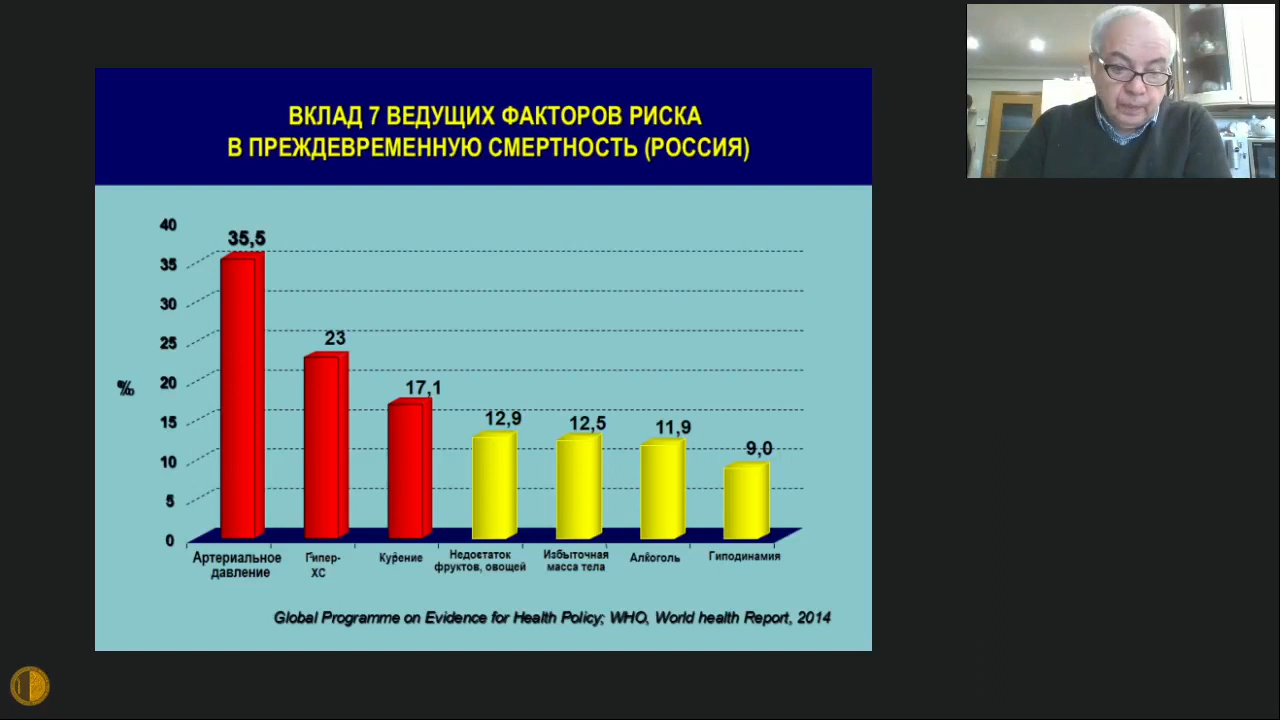 ВКЛАД 7 ВЕДУЩИХ ФАКТОРОВ РИСКА
В ПРЕЖДЕВРЕМЕННУЮ СМЕРТНОСТЬ (РОССИЯ)
40
35
30
25
20
15
10
5
0
%
35,5
23
17,1
12,9
12,5
11,9
9,0
Артериальное
давление
Гипер-
ХС
Курение
Недостаток
фруктов, овощей
Избыточная
масса тела
Алкоголь
Гиподинамия
Global Programme on Evidence for Health Policy; WHO, World health Report, 2014